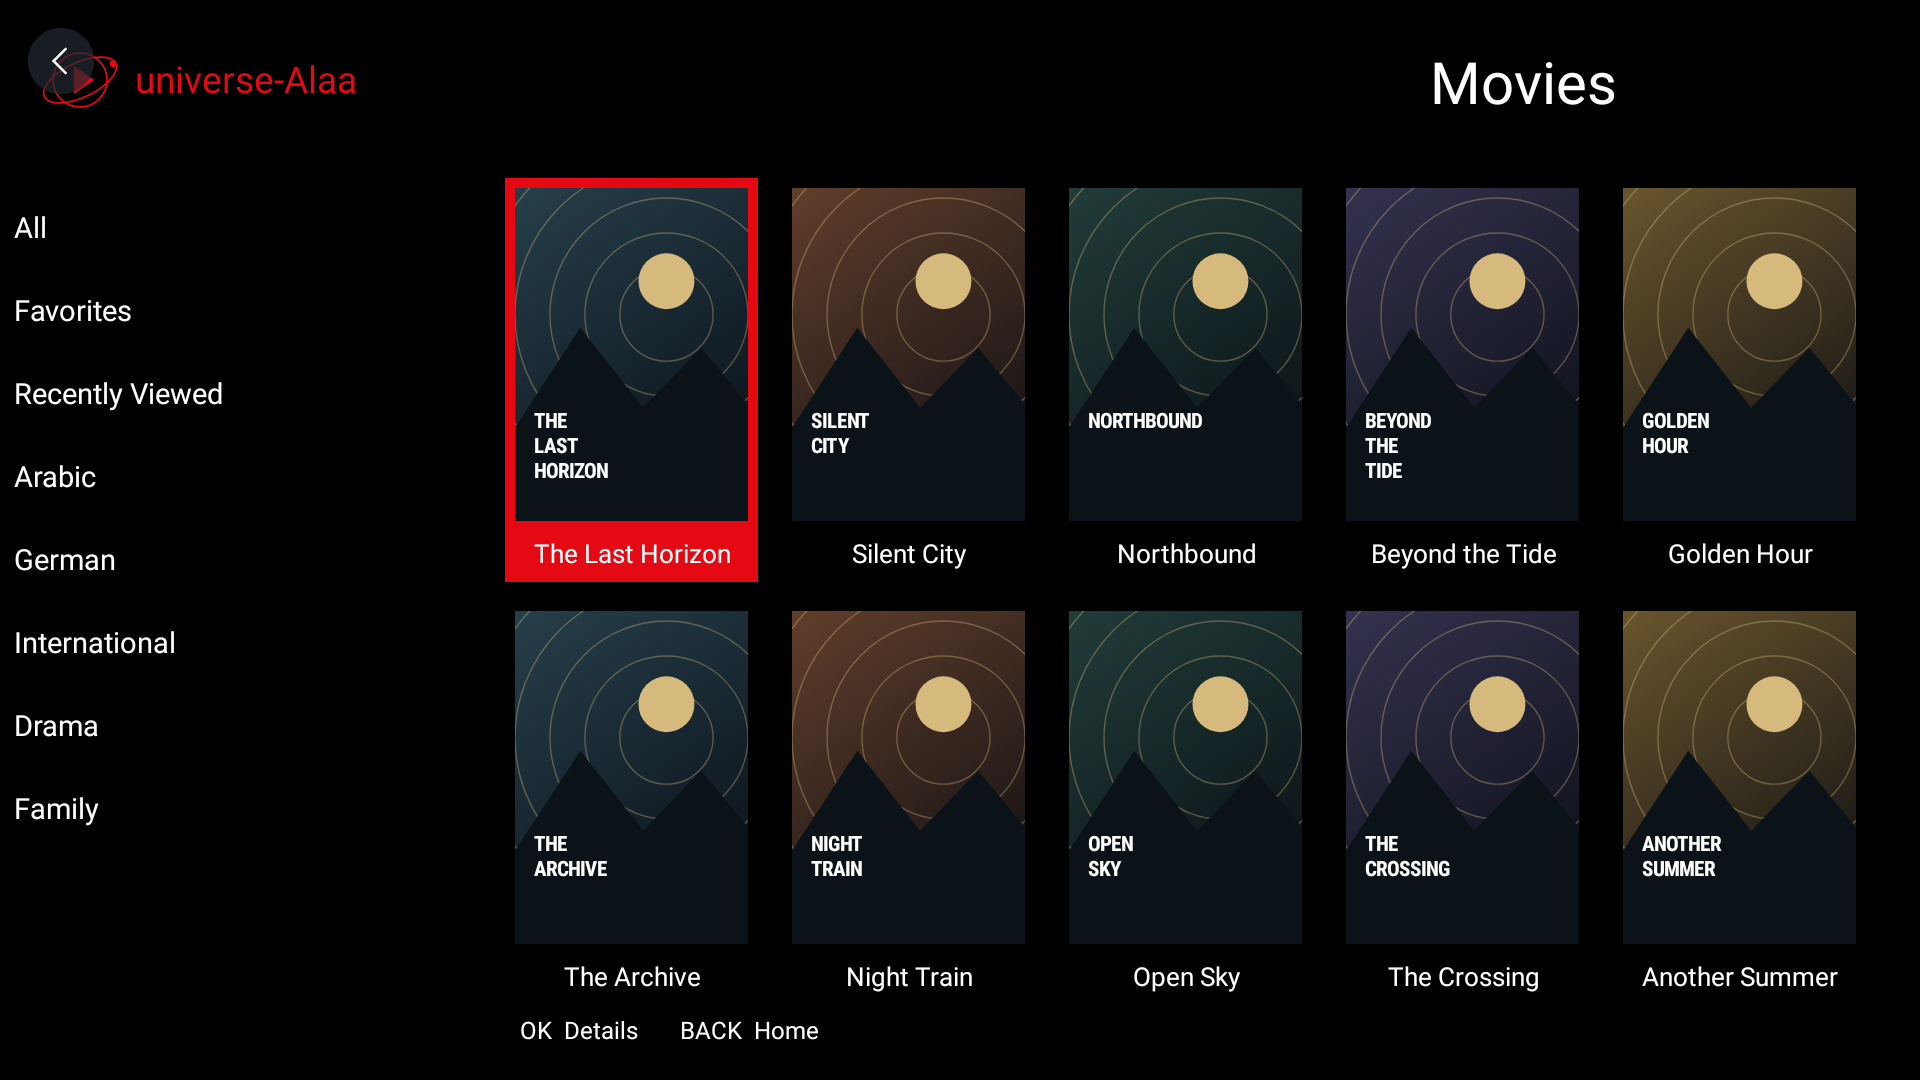 universe-Alaa
Movies
All
Favorites
Recently Viewed
Arabic
German
International
Drama
Family
THE
LAST
HORIZON
The Last Horizon
SILENT
CITY
Silent City
NORTHBOUND
Northbound
BEYOND
THE
TIDE
Beyond the Tide
GOLDEN
HOUR
Golden Hour
THE
ARCHIVE
The Archive
NIGHT
TRAIN
Night Train
OPEN
SKY
Open Sky
THE
CROSSING
The Crossing
ANOTHER
SUMMER
Another Summer
OK Details BACK Home